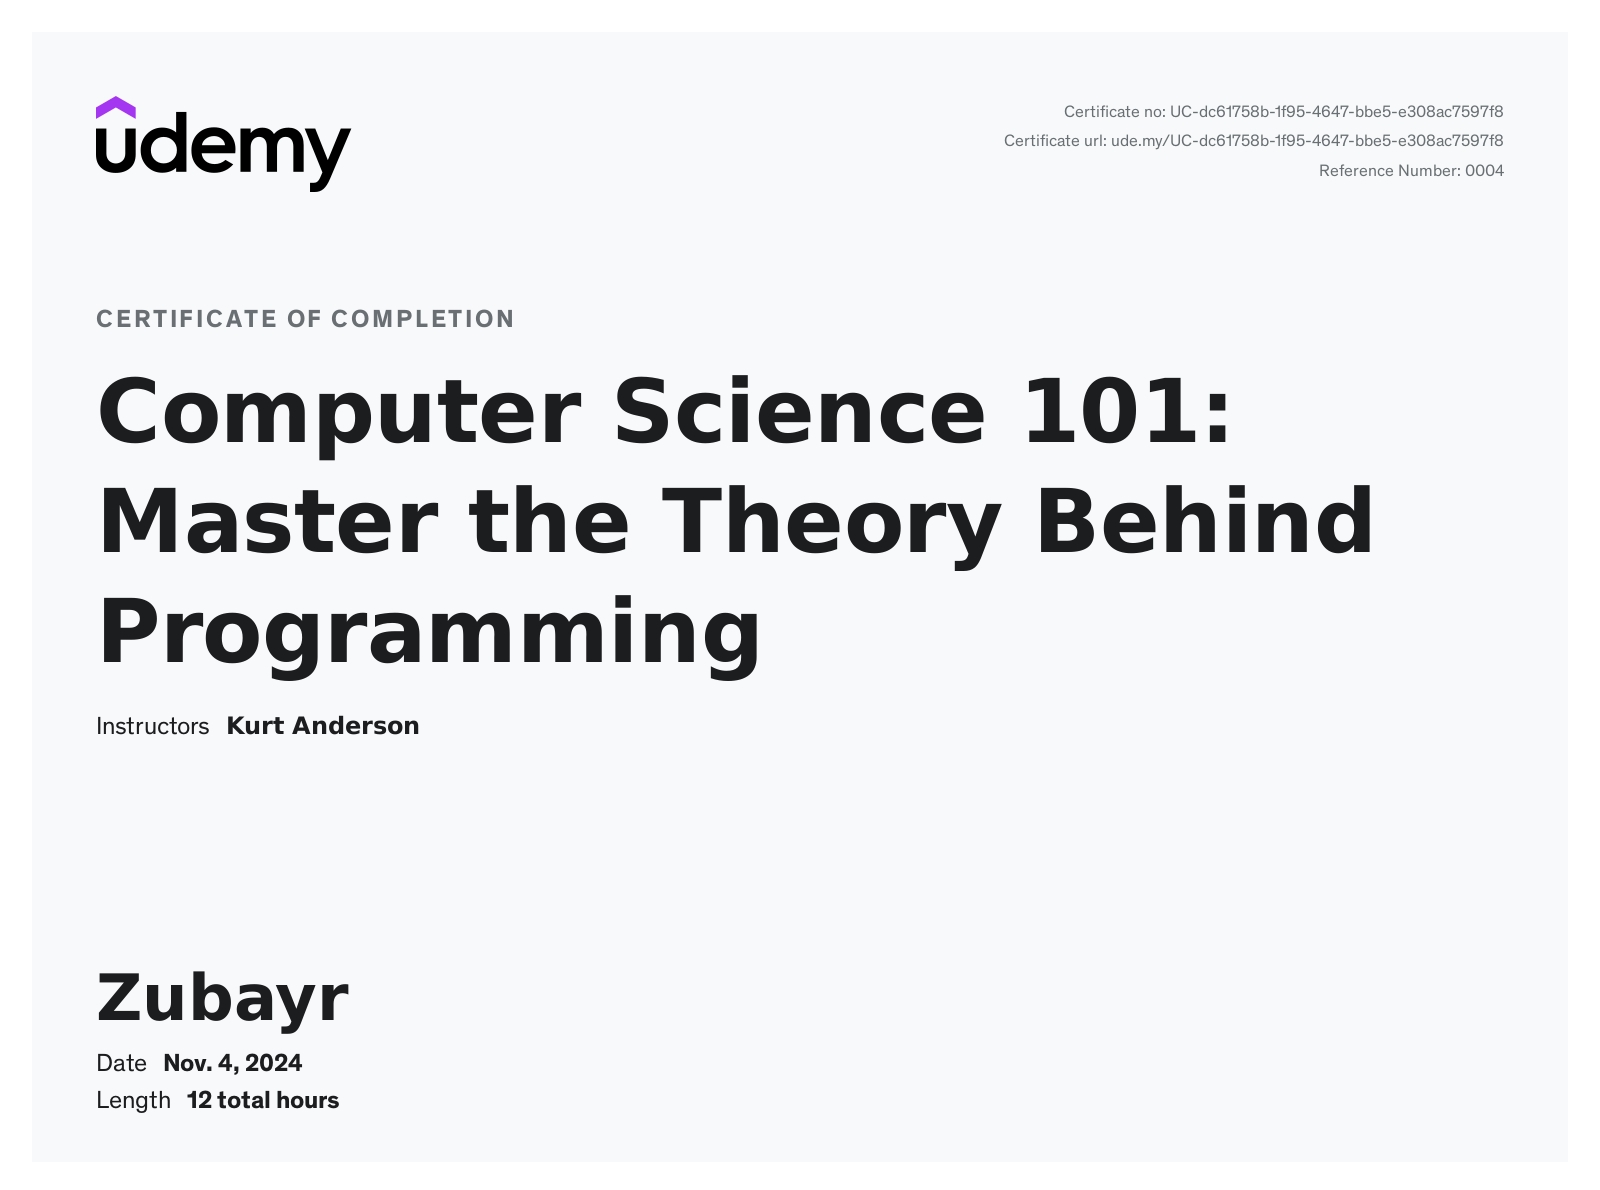 udemy
Certificate no: UC-dc61758b-1f95-4647-bbe5-e308ac7597f8
Certificate url: ude.my/UC-dc61758b-1f95-4647-bbe5-e308ac7597f8
Reference Number: 0004
CERTIFICATE OF COMPLETION
Computer Science 101:
Master the Theory Behind
Programming
Instructors Kurt Anderson
Zubayr
Date Nov. 4, 2024
Length 12 total hours